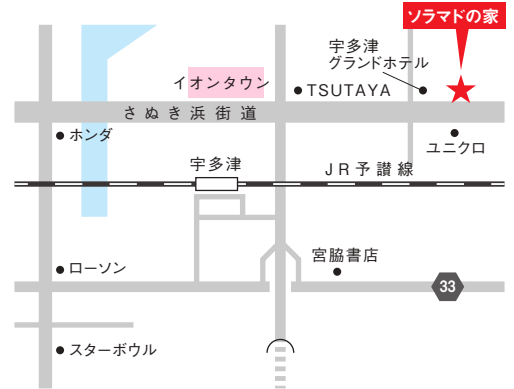 ソラマドの家
宇多津
グランドホテル
イオンタウン
TSUTAYA
さぬき浜街道
ホンダ
ユニクロ
宇多津
JR予讃線
宮脇書店
ローソン
33
スターボウル